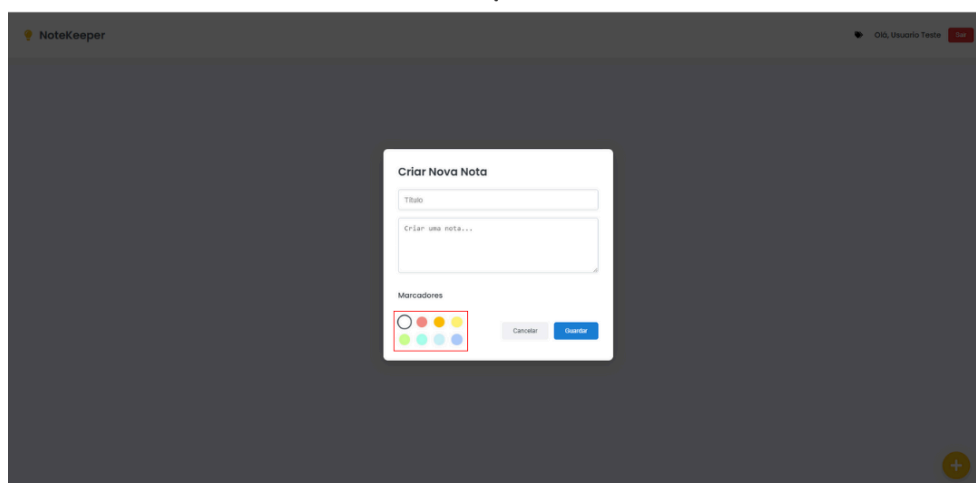 NoteKeeper
Olá, Usuario Teste
Sair
Criar Nova Nota
Título
Criar uma nota...
Marcadores
Cancelar
Guardar
+